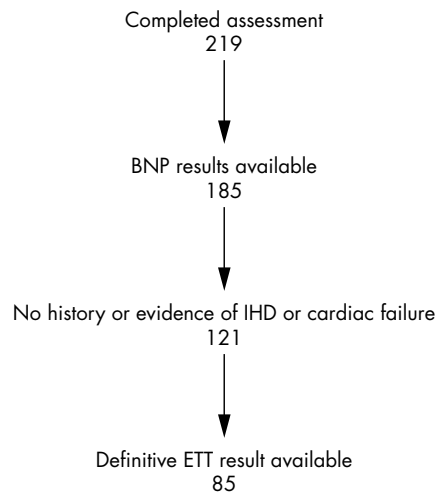 Completed assessment
219
BNP results available
185
No history or evidence of IHD or cardiac failure
121
Definitive ETT result available
85